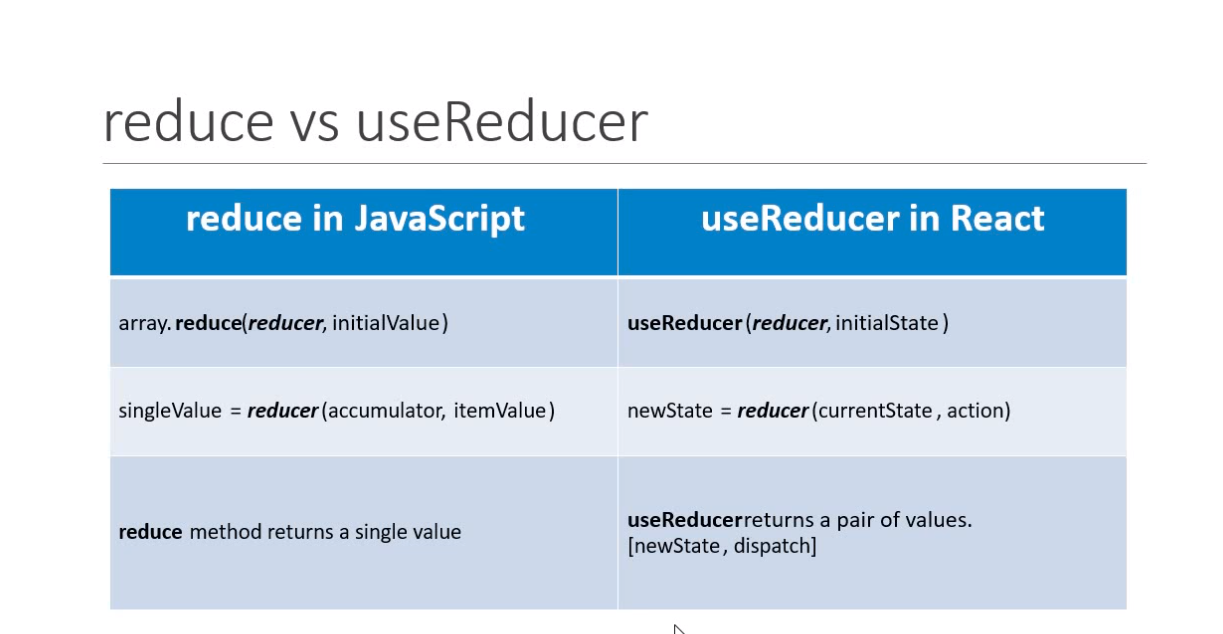 reduce vs useReducer
reduce in JavaScript
useReducer in React
array.reduce(reducer, initialValue)
useReducer(reducer, initialState)
singleValue = reducer(accumulator, itemValue)
newState = reducer(currentState, action)
reduce method returns a single value
useReducer returns a pair of values.
[newState, dispatch]